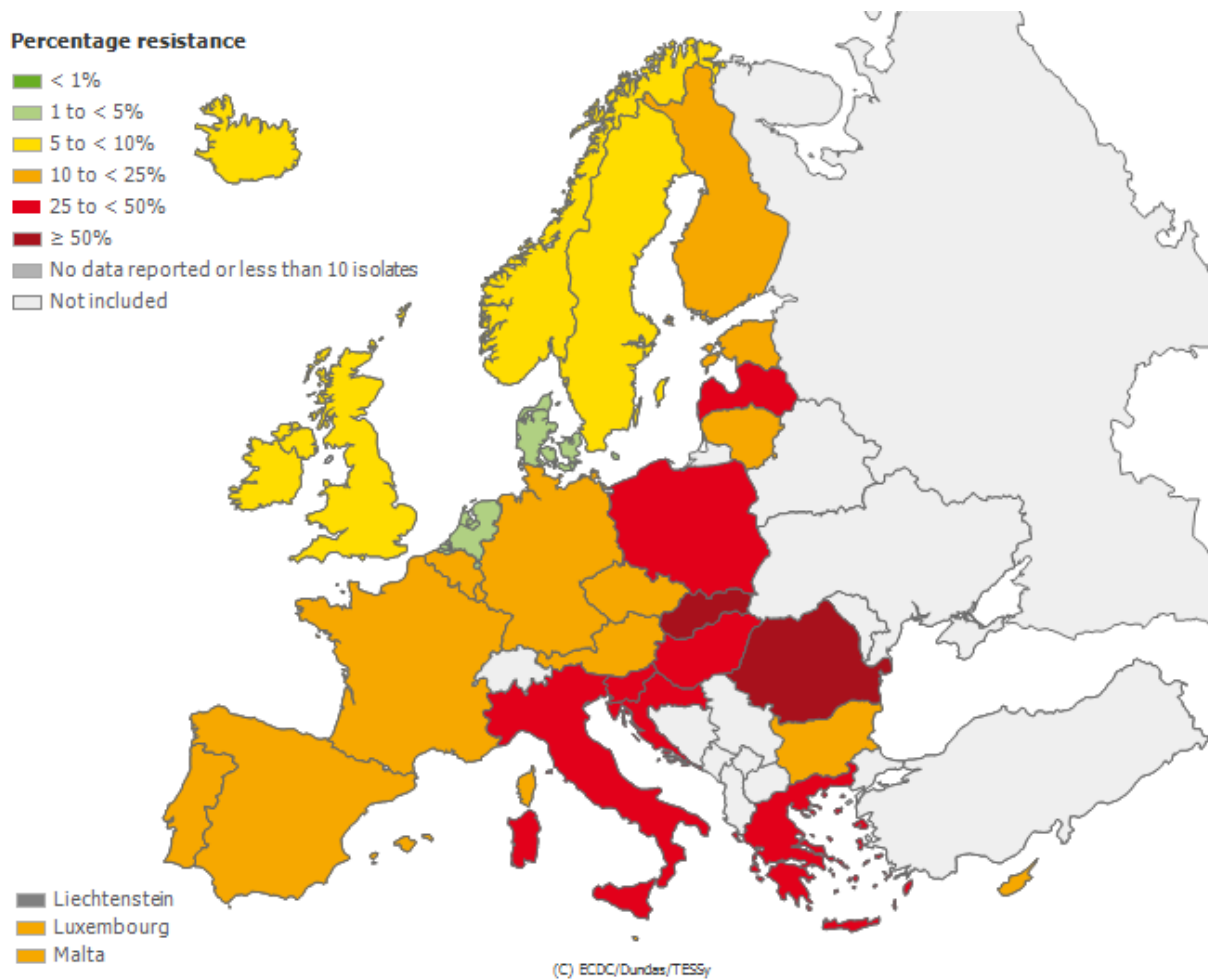 Percentage resistance
< 1%
1 to < 5%
5 to < 10%
10 to < 25%
25 to < 50%
≥ 50%
No data reported or less than 10 isolates
Not included
Liechtenstein
Luxembourg
Malta
(C) ECDC/Dundas/TESSy